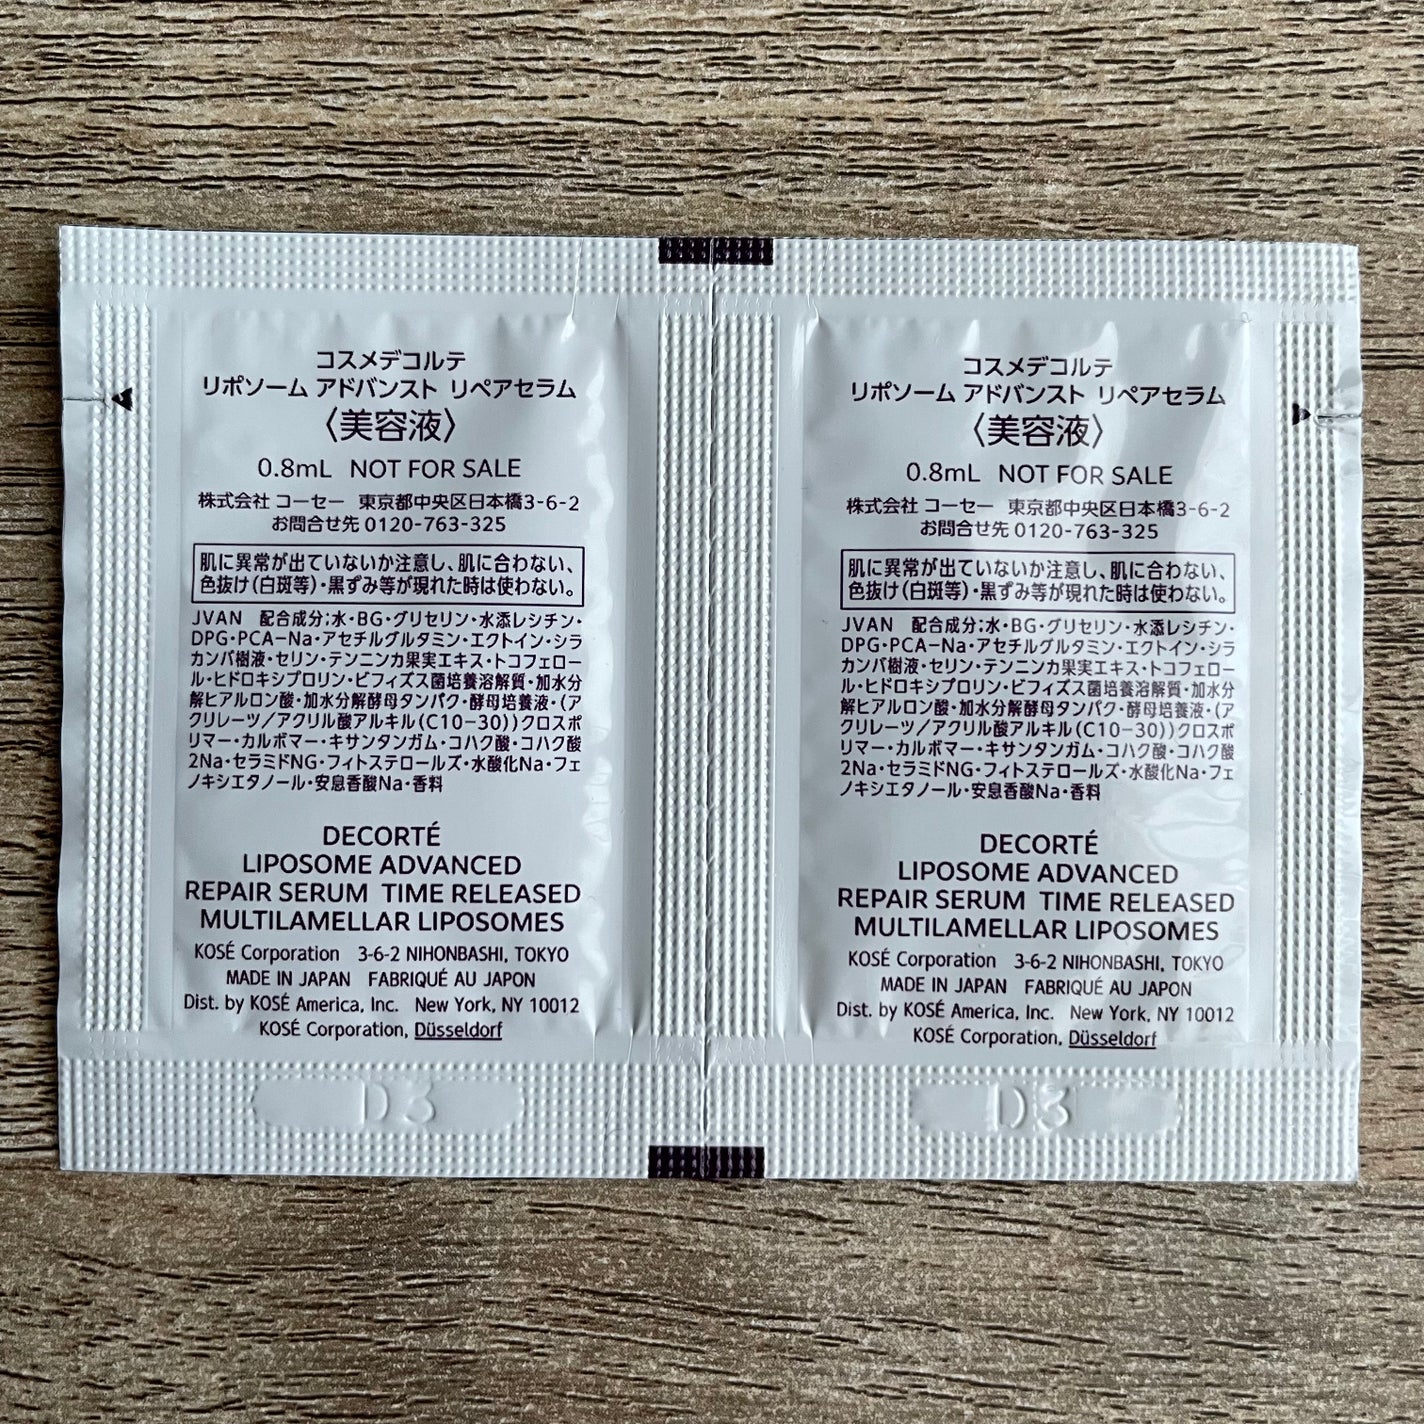 コスメデコルテ
リポソーム アドバンスト リペアセラム
〈美容液〉
0.8mL NOT FOR SALE
株式会社 コーセー 東京都中央区日本橋3-6-2
お問合せ先 0120-763-325
肌に異常が出ていないか注意し、肌に合わない、
色抜け(白斑等)・黒ずみ等が現れた時は使わない。
JVAN 配合成分:水・BG・グリセリン・水添レシチン・
DPG・PCA-Na・アセチルグルタミン・エクトイン・シラ
カンバ樹液・セリン・テンニンカ果実エキス・トコフェロー
ル・ヒドロキシプロリン・ビフィズス菌培養溶解質・加水分
解ヒアルロン酸・加水分解酵母タンパク・酵母培養液・(ア
クリレーツ/アクリル酸アルキル(C10-30))クロスポ
リマー・カルボマー・キサンタンガム・コハク酸・コハク酸
2Na・セラミドNG・フィトステロールズ・水酸化Na・フェ
ノキシエタノール・安息香酸Na・香料
DECORTÉ
LIPOSOME ADVANCED
REPAIR SERUM TIME RELEASED
MULTILAMELLAR LIPOSOMES
KOSÉ Corporation 3-6-2 NIHONBASHI, TOKYO
MADE IN JAPAN FABRIQUÉ AU JAPON
Dist. by KOSÉ America, Inc. New York, NY 10012
KOSÉ Corporation, Düsseldorf
D3
コスメデコルテ
リポソーム アドバンスト リペアセラム
〈美容液〉
0.8mL NOT FOR SALE
株式会社 コーセー 東京都中央区日本橋3-6-2
お問合せ先 0120-763-325
肌に異常が出ていないか注意し、肌に合わない、
色抜け(白斑等)・黒ずみ等が現れた時は使わない。
JVAN 配合成分:水・BG・グリセリン・水添レシチン・
DPG・PCA-Na・アセチルグルタミン・エクトイン・シラ
カンバ樹液・セリン・テンニンカ果実エキス・トコフェロー
ル・ヒドロキシプロリン・ビフィズス菌培養溶解質・加水分
解ヒアルロン酸・加水分解酵母タンパク・酵母培養液・(ア
クリレーツ/アクリル酸アルキル(C10-30))クロスポ
リマー・カルボマー・キサンタンガム・コハク酸・コハク酸
2Na・セラミドNG・フィトステロールズ・水酸化Na・フェ
ノキシエタノール・安息香酸Na・香料
DECORTÉ
LIPOSOME ADVANCED
REPAIR SERUM TIME RELEASED
MULTILAMELLAR LIPOSOMES
KOSÉ Corporation 3-6-2 NIHONBASHI, TOKYO
MADE IN JAPAN FABRIQUÉ AU JAPON
Dist. by KOSÉ America, Inc. New York, NY 10012
KOSÉ Corporation, Düsseldorf
D3